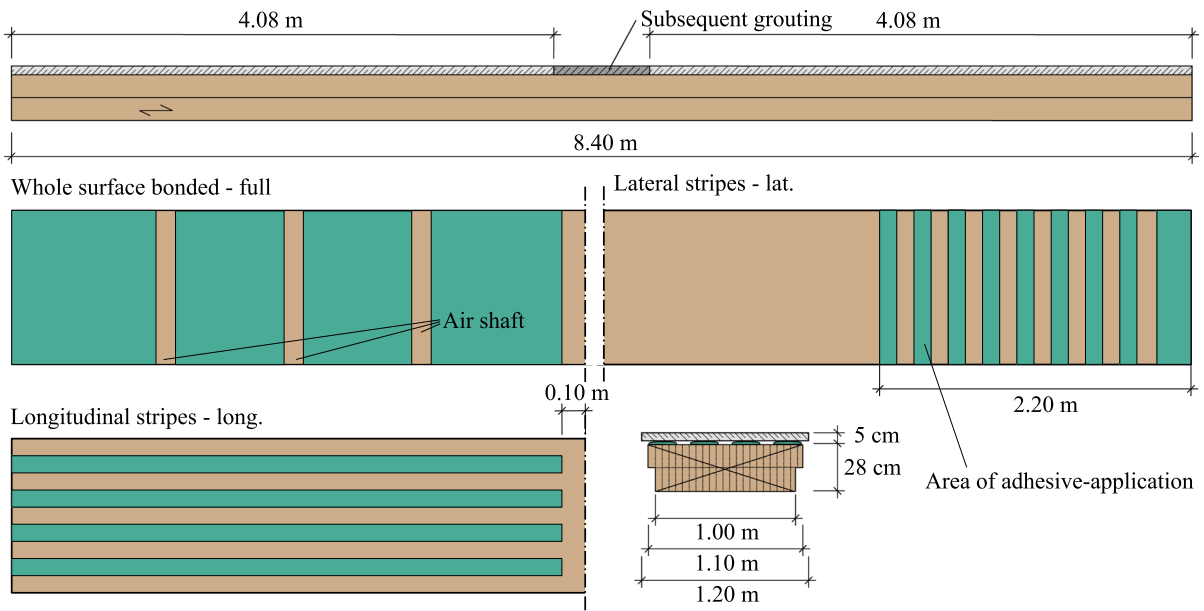 4.08 m
Subsequent grouting
4.08 m
8.40 m
Whole surface bonded - full
Lateral stripes - lat.
Air shaft
0.10 m
2.20 m
Longitudinal stripes - long.
5 cm
28 cm
Area of adhesive-application
1.00 m
1.10 m
1.20 m